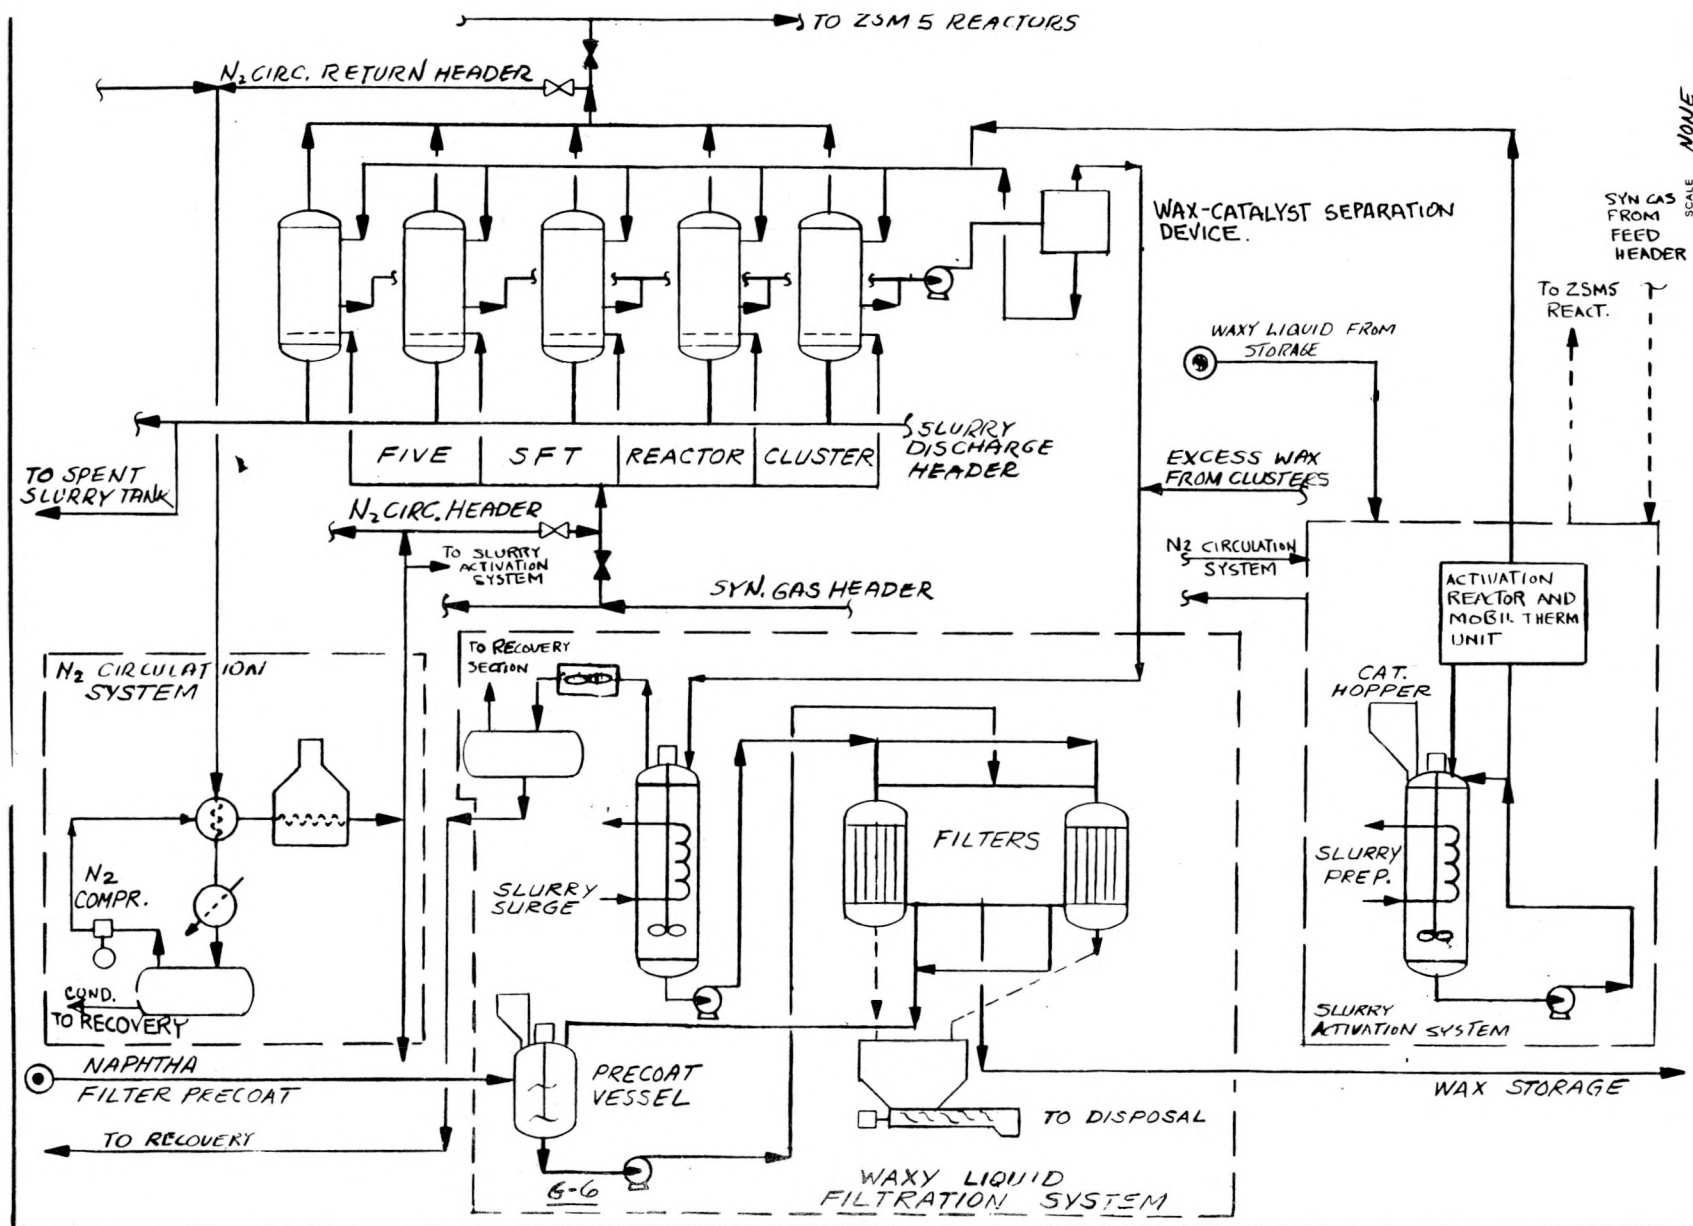 TO ZSM5 REACTORS
N2 CIRC. RETURN HEADER
SCALE NONE
SYN GAS
FROM
FEED
HEADER
WAX-CATALYST SEPARATION
DEVICE.
TO ZSM5
REACT.
WAXY LIQUID FROM
STORAGE
SLURRY
DISCHARGE
HEADER
FIVE SFT REACTOR CLUSTER
TO SPENT
SLURRY TANK
EXCESS WAX
FROM CLUSTERS
N2 CIRC. HEADER
TO SLURRY
ACTIVATION
SYSTEM
N2 CIRCULATION
SYSTEM
SYN. GAS HEADER
ACTIVATION
REACTOR AND
MOBIL THERM
UNIT
N2 CIRCULATION
SYSTEM
TO RECOVERY
SECTION
CAT.
HOPPER
FILTERS
SLURRY
PREP.
N2
COMPR.
SLURRY
SURGE
COND.
TO RECOVERY
SLURRY
ACTIVATION SYSTEM
NAPHTHA
FILTER PRECOAT
PRECOAT
VESSEL
WAX STORAGE
TO DISPOSAL
TO RECOVERY
G-6
WAXY LIQUID
FILTRATION SYSTEM